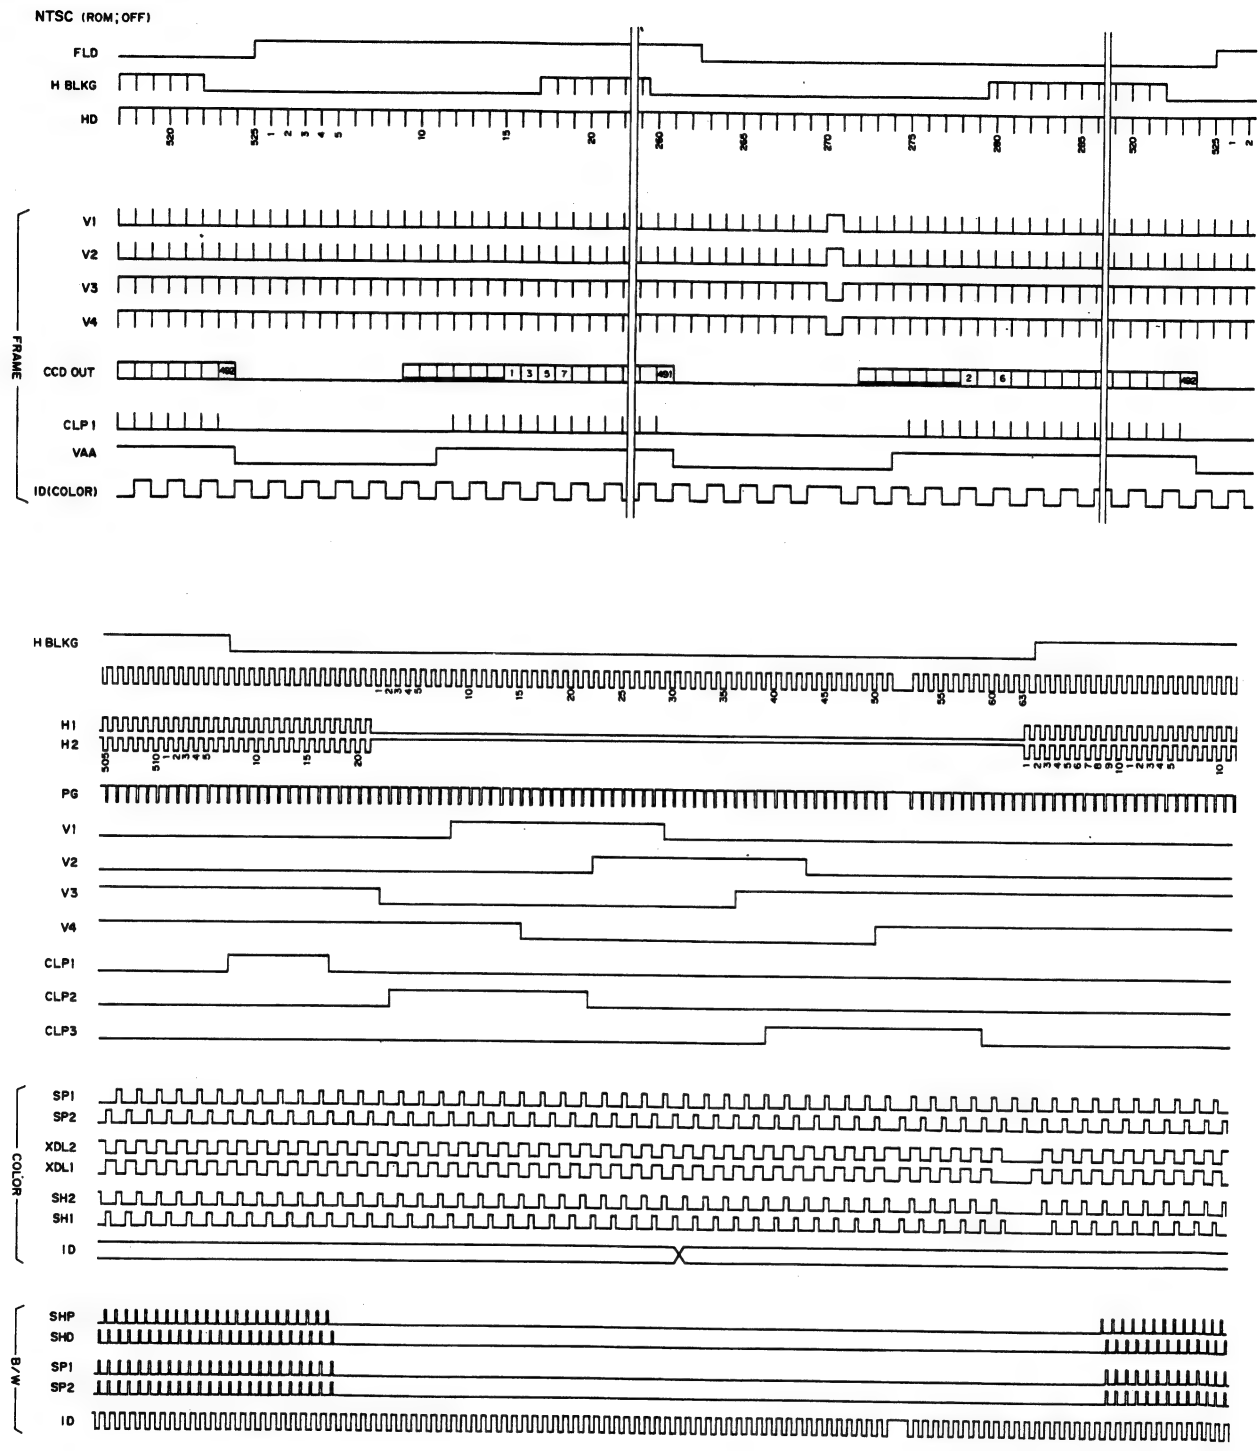 NTSC (ROM; OFF)
FLD
H BLKG
HD
520 525 1 2 3 4 5 10 15 20 260 265 270 275 280 285 520 525 1 2
FRAME
V1
V2
V3
V4
CCD OUT 492 1 3 5 7 491 2 6 492
CLP1
VAA
ID(COLOR)
H BLKG
1 2 3 4 5 10 15 20 25 30 35 40 45 50 55 60 63
H1
H2
505 510 1 2 3 4 5 10 15 20 1 2 3 4 5 6 7 8 9 10 1 2 3 4 5 10
PG
V1
V2
V3
V4
CLP1
CLP2
CLP3
COLOR
SP1
SP2
XDL2
XDL1
SH2
SH1
ID
B/W
SHP
SHD
SP1
SP2
ID